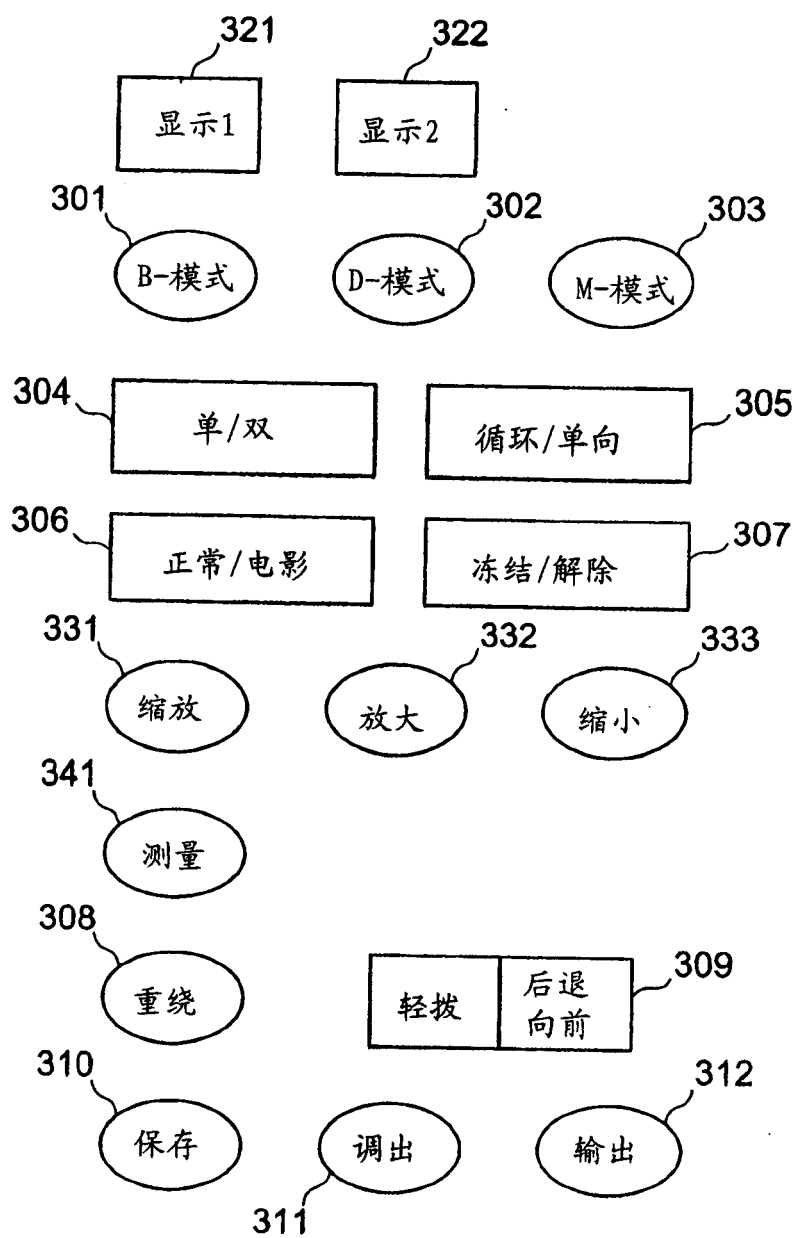 321
322
显示1
显示2
301
302
303
B-模式
D-模式
M-模式
304
305
单/双
循环/单向
306
307
正常/电影
冻结/解除
331
332
333
缩放
放大
缩小
341
测量
308
309
重绕
轻拨
后退
向前
310
312
保存
调出
输出
311